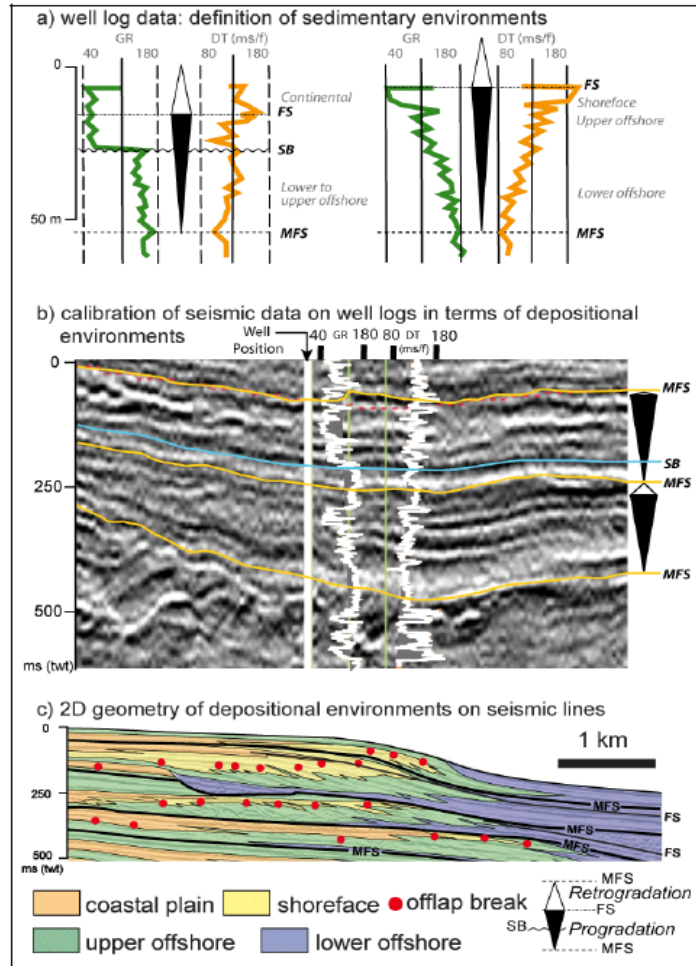 a) well log data: definition of sedimentary environments
GR DT (ms/f) GR DT (ms/f)
40 180 80 180 40 180 80 180
0
Continental
FS
SB
Lower to
upper offshore
50 m
MFS
FS
Shoreface
Upper offshore
Lower offshore
MFS
b) calibration of seismic data on well logs in terms of depositional
environments
Well
Position
40 GR 180 80 DT 180
(ms/f)
0
MFS
SB
250
MFS
MFS
500
ms (twt)
c) 2D geometry of depositional environments on seismic lines
0
1 km
250
MFS
FS
MFS
MFS
MFS
FS
500
ms (twt)
coastal plain shoreface offlap break
upper offshore lower offshore
MFS
Retrogradation
FS
SB Progradation
MFS